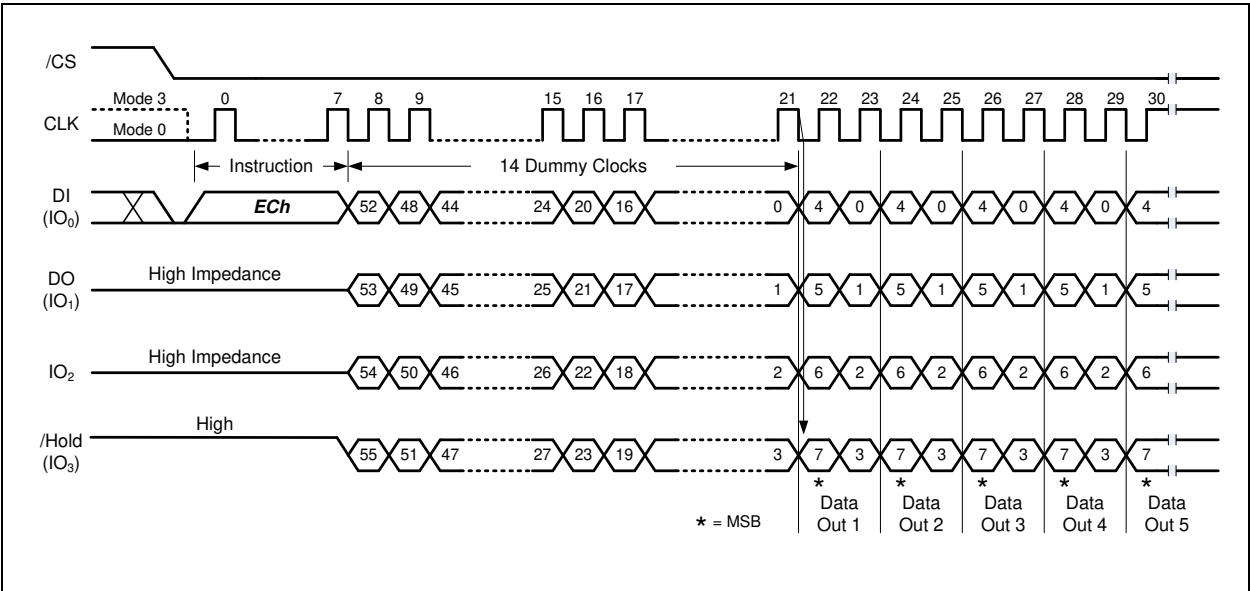 /CS
Mode 3 0 7 8 9 15 16 17 21 22 23 24 25 26 27 28 29 30
CLK
Mode 0
Instruction 14 Dummy Clocks
DI
(IO0) ECh 52 48 44 24 20 16 0 4 0 4 0 4 0 4 0 4
DO
(IO1) High Impedance 53 49 45 25 21 17 1 5 1 5 1 5 1 5 1 5
IO2 High Impedance 54 50 46 26 22 18 2 6 2 6 2 6 2 6 2 6
/Hold
(IO3) High 55 51 47 27 23 19 3 7 3 7 3 7 3 7 3 7
* * * * *
* = MSB
Data Out 1
Data Out 2
Data Out 3
Data Out 4
Data Out 5